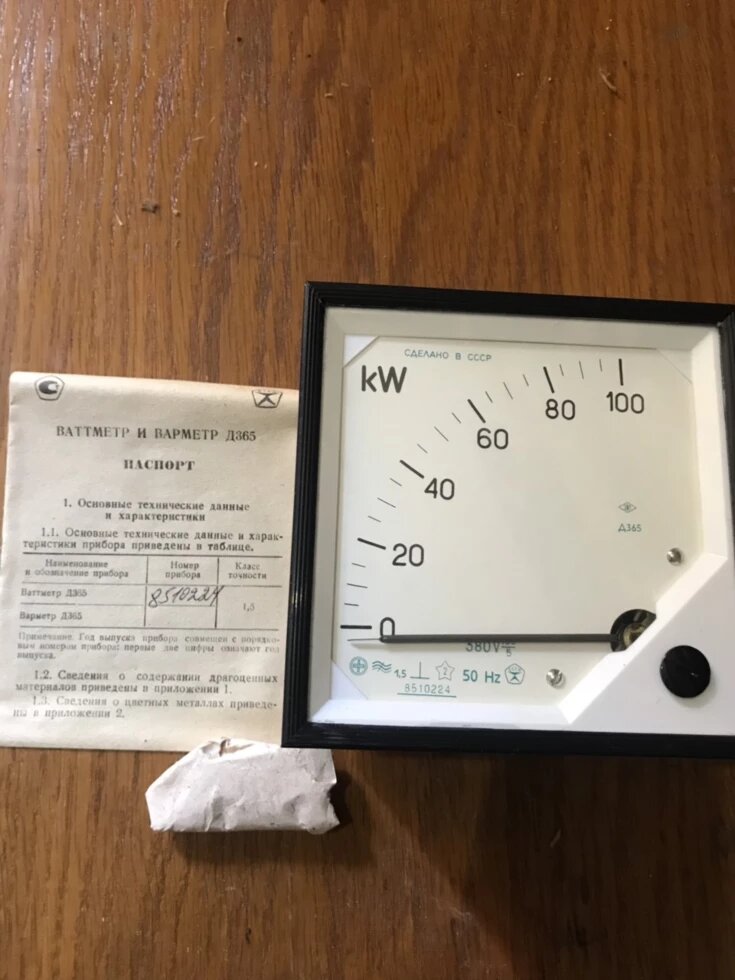 ВАТТМЕТР И ВАРМЕТР Д365
ПАСПОРТ
1. Основные технические данные
и характеристики
1.1. Основные технические данные и харак-
теристики прибора приведены в таблице.
Наименование
и обозначение прибора
Номер
прибора
Класс
точности
Ваттметр Д365
8510224
1,5
Варметр Д365
Примечание. Год выпуска прибора совмещен с порядко-
вым номером прибора: первые две цифры означают год
выпуска.
1.2. Сведения о содержании драгоценных
материалов приведены в приложении 1.
1.3. Сведения о цветных металлах приведе-
ны в приложении 2.
СДЕЛАНО В СССР
kW
0
20
40
60
80
100
Д365
380V
5
1,5
2
50 Hz
8510224